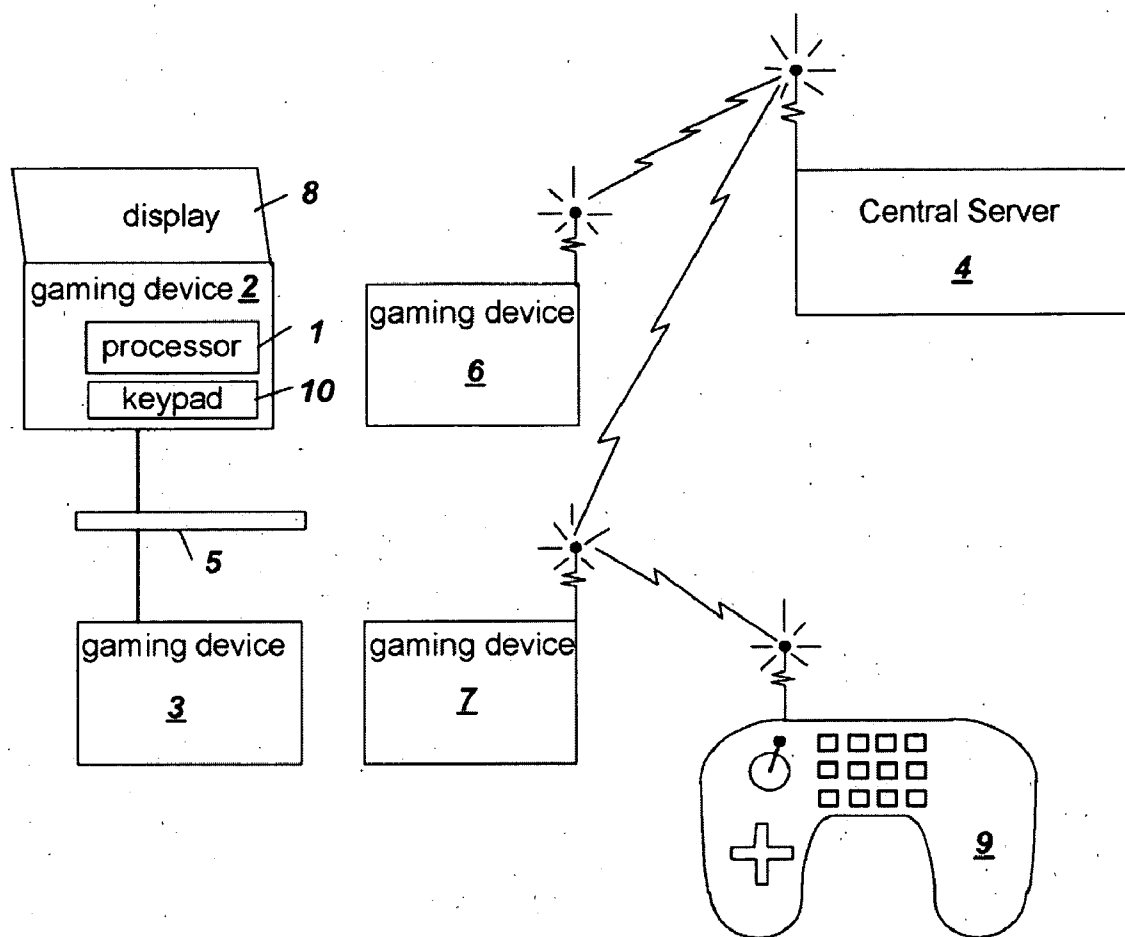 display
8
gaming device 2
processor
1
keypad
10
5
gaming device
3
gaming device
6
gaming device
7
Central Server
4
9